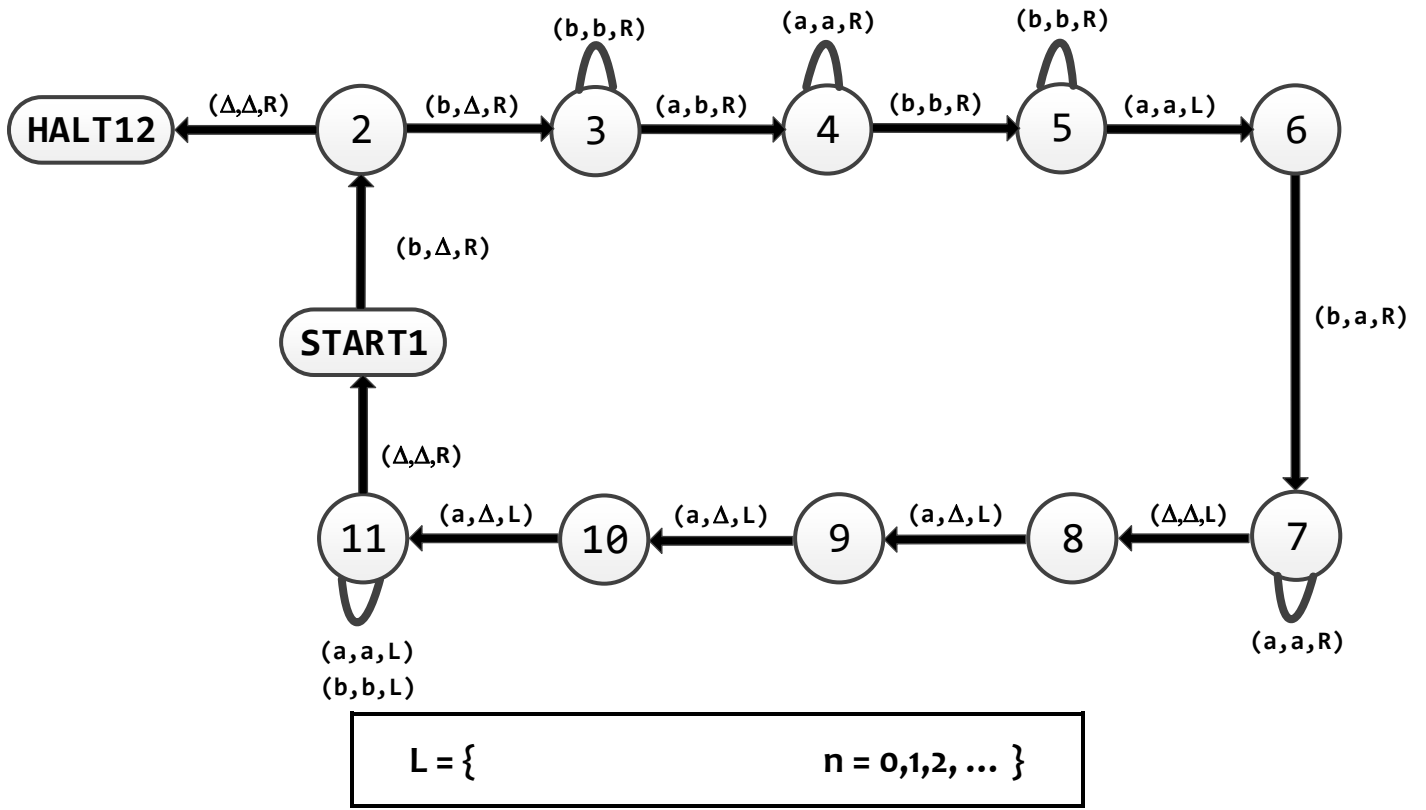 (b,b,R) (a,a,R) (b,b,R)
(Δ,Δ,R) (b,Δ,R) (a,b,R) (b,b,R) (a,a,L)
HALT12 2 3 4 5 6
(b,Δ,R)
(b,a,R)
START1
(Δ,Δ,R)
(a,Δ,L) (a,Δ,L) (a,Δ,L) (Δ,Δ,L)
11 10 9 8 7
(a,a,R)
(a,a,L)
(b,b,L)
L = { n = 0,1,2, ... }